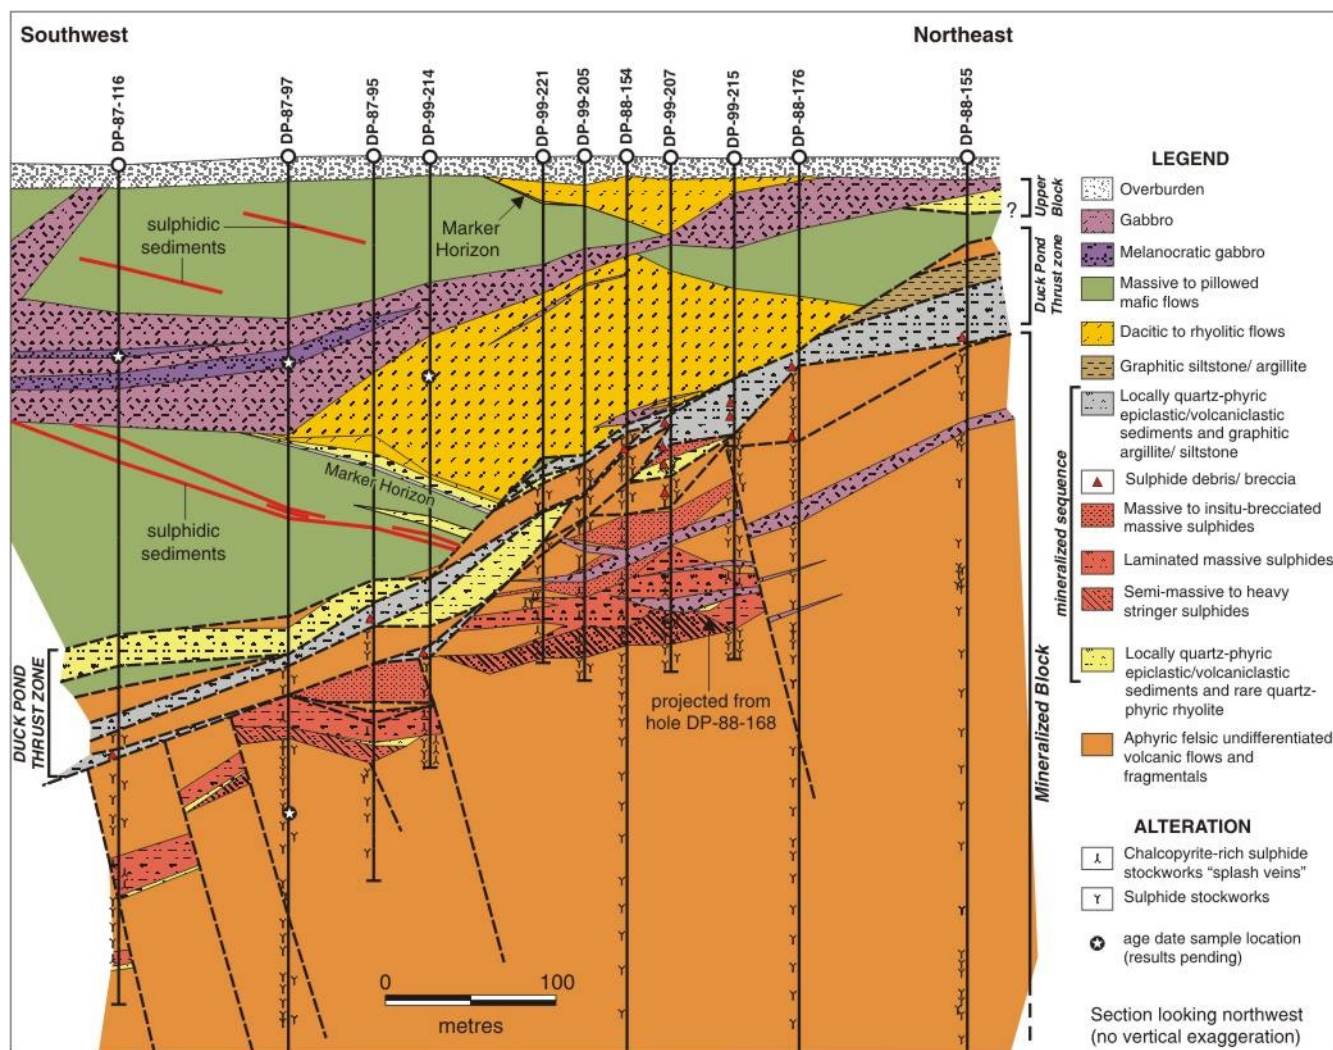 Southwest
Northeast
DP-87-116
DP-87-97
DP-87-95
DP-99-214
DP-99-221
DP-99-205
DP-88-154
DP-99-207
DP-99-215
DP-88-176
DP-88-155
sulphidic
sediments
Marker
Horizon
Marker Horizon
sulphidic
sediments
?
Upper
Block
Duck Pond
Thrust zone
DUCK POND
THRUST ZONE
projected from
hole DP-88-168
Mineralized Block
mineralized sequence
0
100
metres
LEGEND
Overburden
Gabbro
Melanocratic gabbro
Massive to pillowed
mafic flows
Dacitic to rhyolitic flows
Graphitic siltstone/ argillite
Locally quartz-phyric
epiclastic/volcaniclastic
sediments and graphitic
argillite/ siltstone
Sulphide debris/ breccia
Massive to insitu-brecciated
massive sulphides
Laminated massive sulphides
Semi-massive to heavy
stringer sulphides
Locally quartz-phyric
epiclastic/volcaniclastic
sediments and rare quartz-
phyric rhyolite
Aphyric felsic undifferentiated
volcanic flows and
fragmentals
ALTERATION
Chalcopyrite-rich sulphide
stockworks “splash veins”
Sulphide stockworks
age date sample location
(results pending)
Section looking northwest
(no vertical exaggeration)